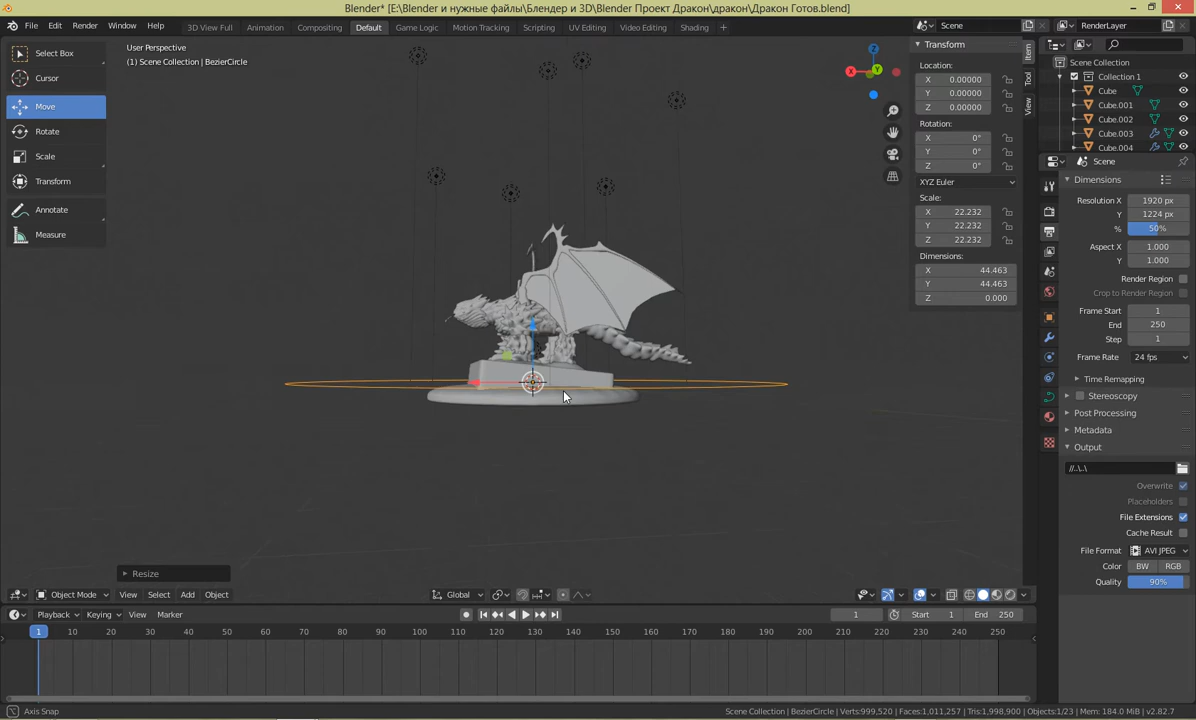 Blender* [E:\Blender и нужные файлы\Блендер и 3D\Blender Проект Дракон\дракон\Дракон Готов.blend]
File Edit Render Window Help
3D View Full Animation Compositing Default Game Logic Motion Tracking Scripting UV Editing Video Editing Shading +
Scene RenderLayer
Select Box
Cursor
Move
Rotate
Scale
Transform
Annotate
Measure
User Perspective
(1) Scene Collection | BezierCircle
X Y Z
Transform
Location:
X 0.00000
Y 0.00000
Z 0.00000
Rotation:
X 0°
Y 0°
Z 0°
XYZ Euler
Scale:
X 22.232
Y 22.232
Z 22.232
Dimensions:
X 44.463
Y 44.463
Z 0.000
Item
Tool
View
Scene Collection
Collection 1
Cube
Cube.001
Cube.002
Cube.003
Cube.004
Scene
Dimensions
Resolution X 1920 px
Y 1224 px
% 50%
Aspect X 1.000
Y 1.000
Render Region
Crop to Render Region
Frame Start 1
End 250
Step 1
Frame Rate 24 fps
Time Remapping
Stereoscopy
Post Processing
Metadata
Output
//..\..\
Overwrite
Placeholders
File Extensions
Cache Result
File Format AVI JPEG
Color BW RGB
Quality 90%
Resize
Object Mode View Select Add Object Global
Playback Keying View Marker 1 Start 1 End 250
1 10 20 30 40 50 60 70 80 90 100 110 120 130 140 150 160 170 180 190 200 210 220 230 240 250
Axis Snap
Scene Collection | BezierCircle | Verts:999,520 | Faces:1,011,257 | Tris:1,998,900 | Objects:1/23 | Mem: 184.0 MiB | v2.82.7